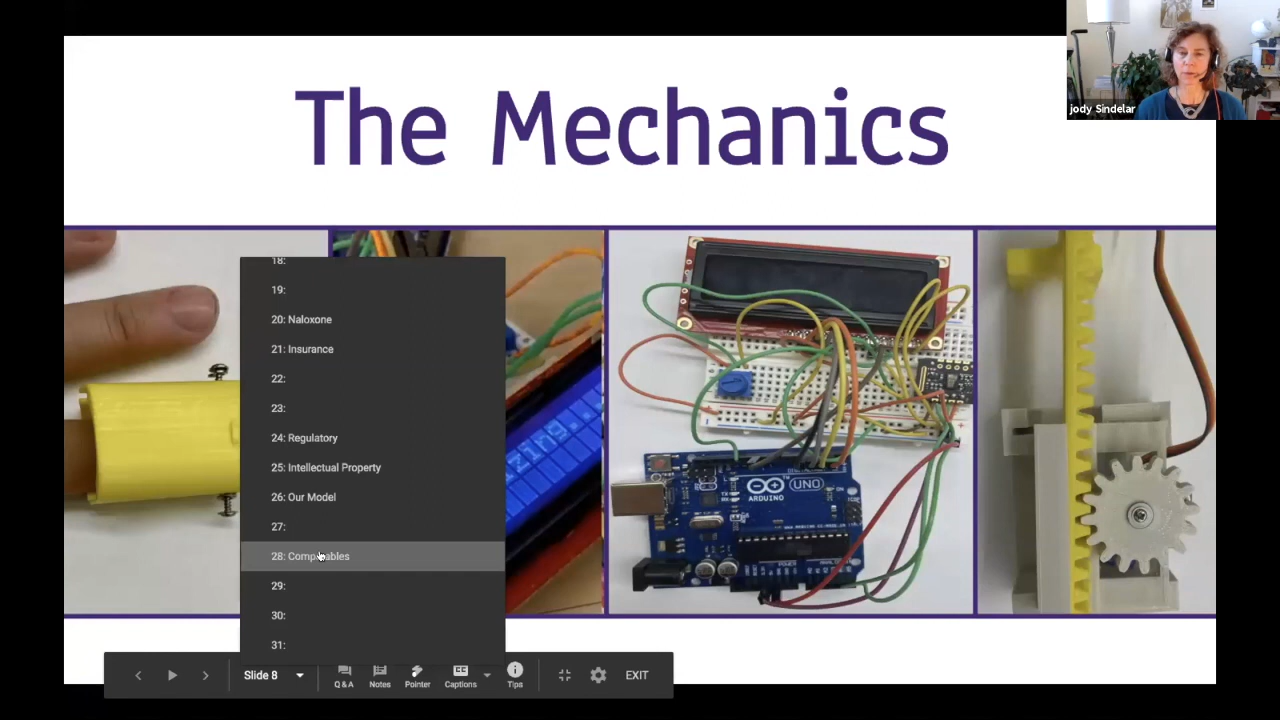 The Mechanics
jody Sindelar
18:
19:
20: Naloxone
21: Insurance
22:
23:
24: Regulatory
25: Intellectual Property
26: Our Model
27:
28: Comparables
29:
30:
31:
ARDUINO
UNO
Slide 8
Q & A
Notes
Pointer
Captions
Tips
EXIT